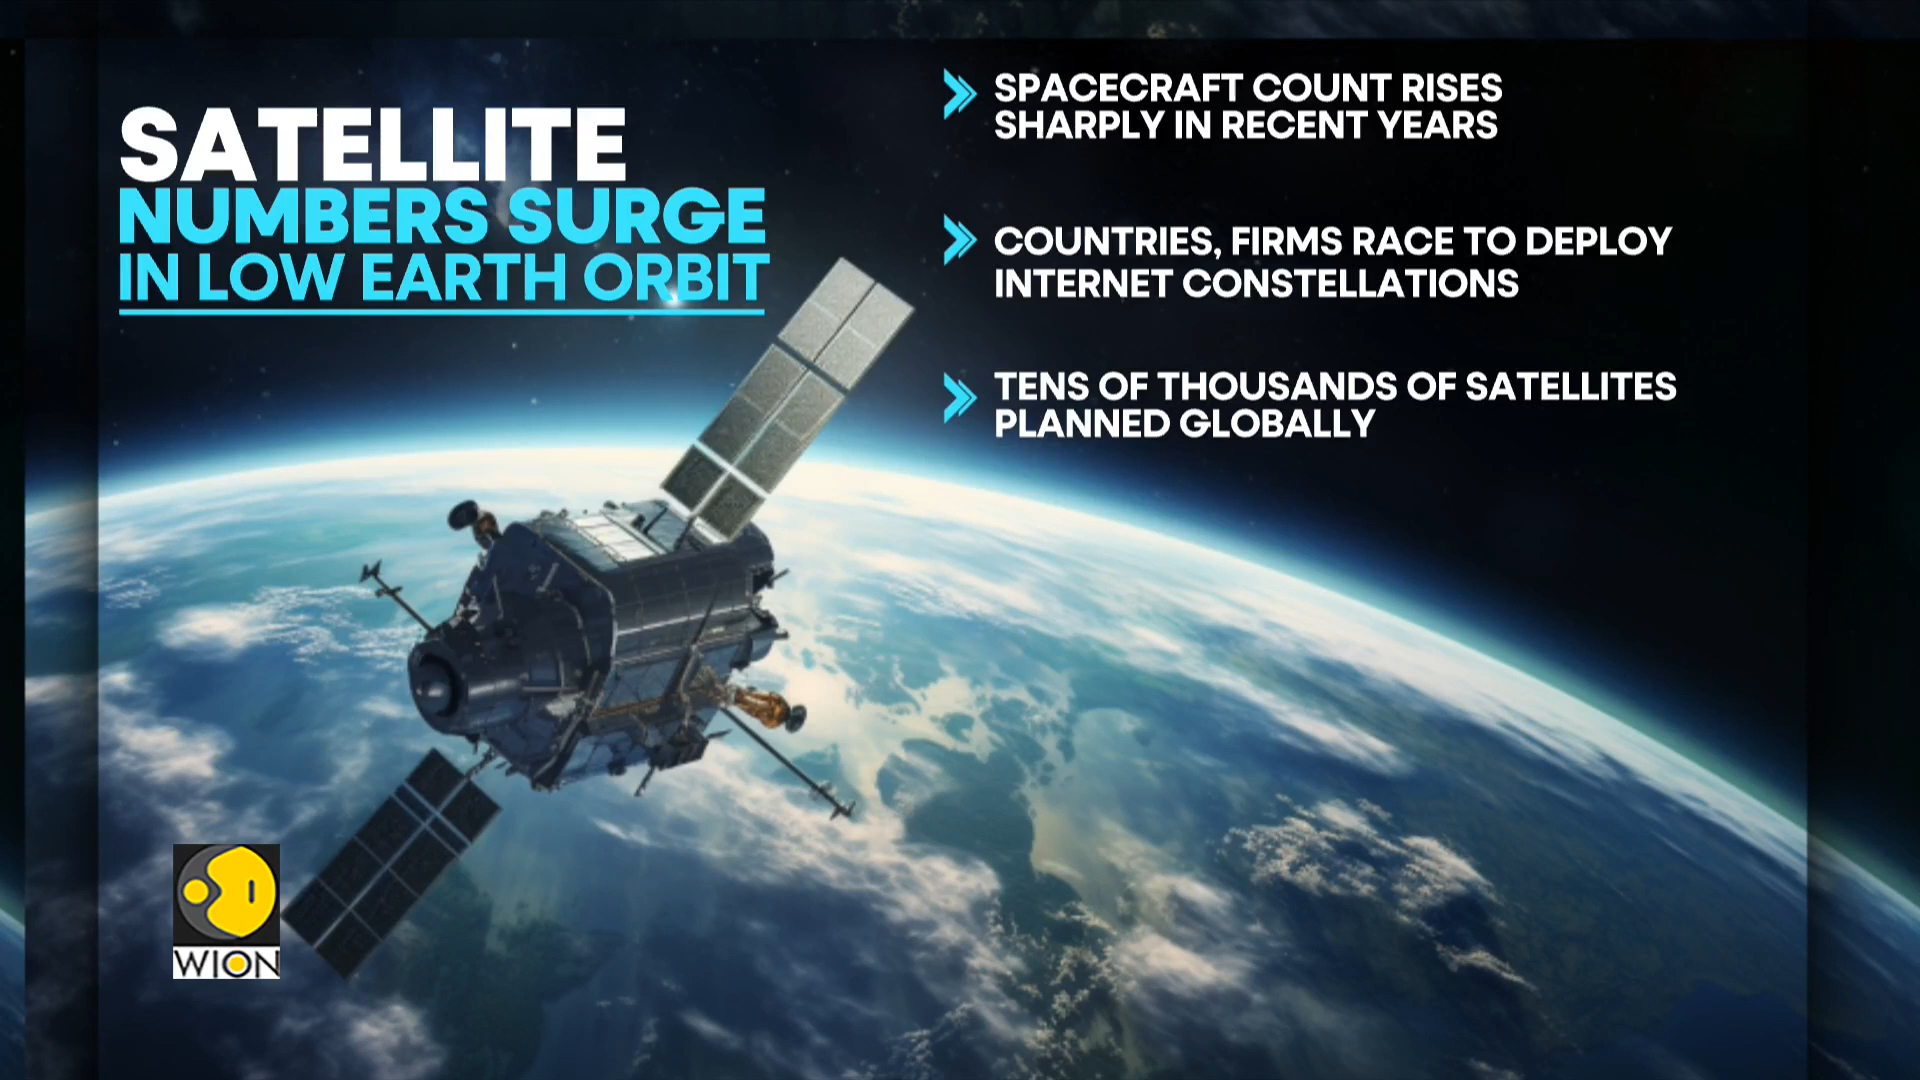 SATELLITE
NUMBERS SURGE
IN LOW EARTH ORBIT
SPACECRAFT COUNT RISES
SHARPLY IN RECENT YEARS
COUNTRIES, FIRMS RACE TO DEPLOY
INTERNET CONSTELLATIONS
TENS OF THOUSANDS OF SATELLITES
PLANNED GLOBALLY
WION